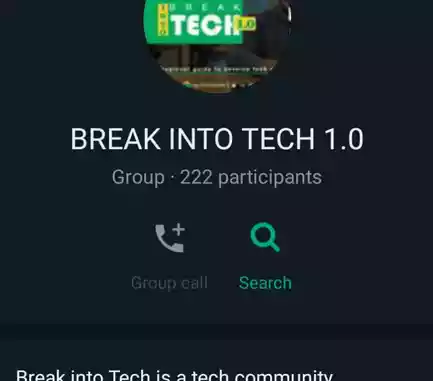 BREAK
INTO
TECH 1.0
BREAK INTO TECH 1.0
Group · 222 participants
Group call
Search
Break into Tech is a tech community